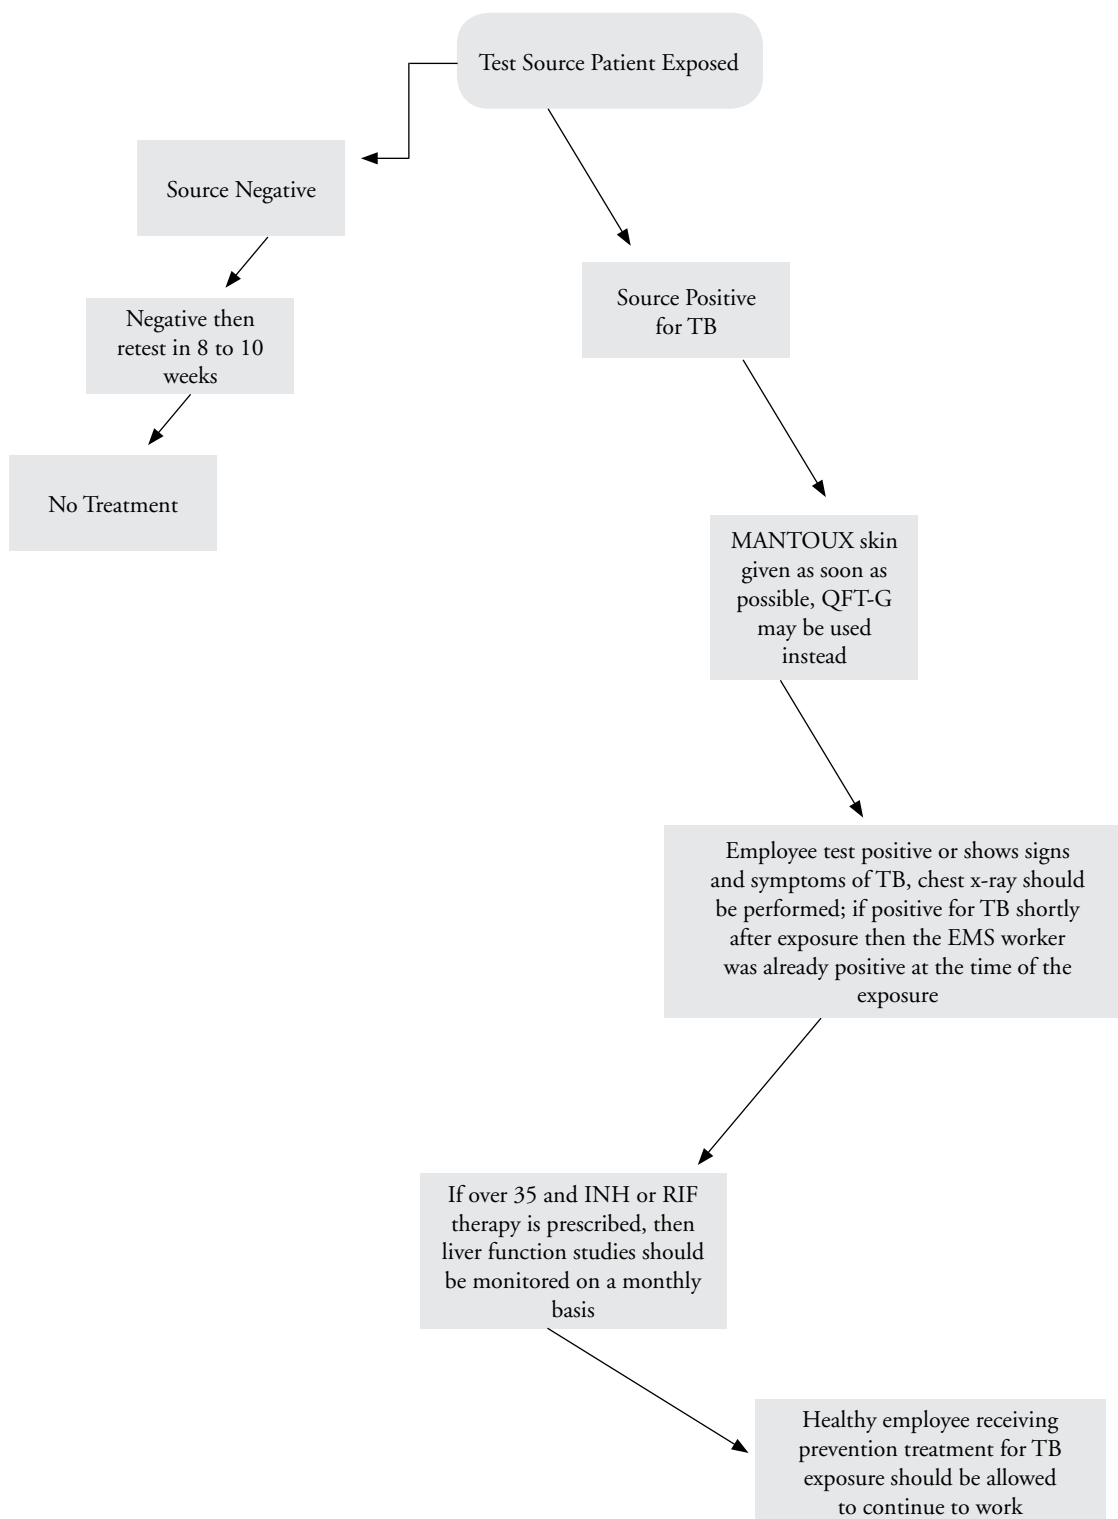 Test Source Patient Exposed
Source Negative
Negative then
retest in 8 to 10
weeks
No Treatment
Source Positive
for TB
MANTOUX skin
given as soon as
possible, QFT-G
may be used
instead
Employee test positive or shows signs
and symptoms of TB, chest x-ray should
be performed; if positive for TB shortly
after exposure then the EMS worker
was already positive at the time of the
exposure
If over 35 and INH or RIF
therapy is prescribed, then
liver function studies should
be monitored on a monthly
basis
Healthy employee receiving
prevention treatment for TB
exposure should be allowed
to continue to work